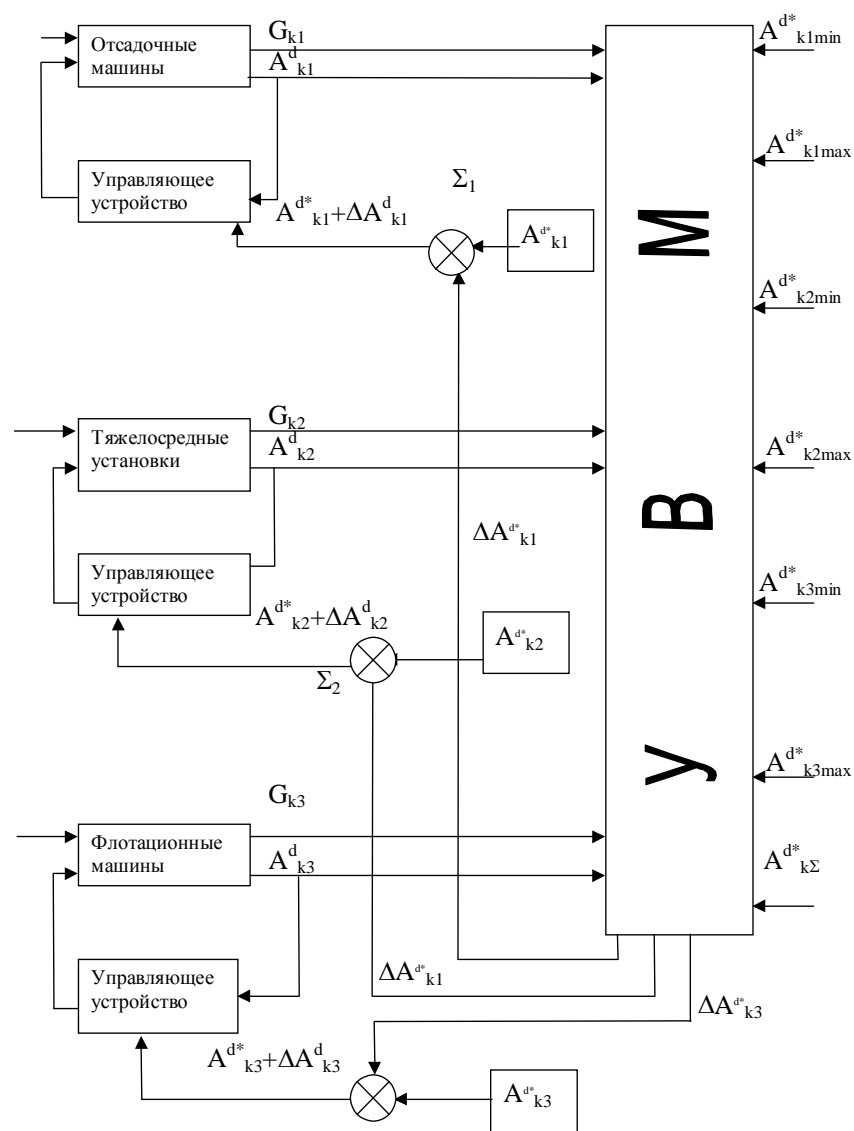 Отсадочные
машины
G_k1
A^d_k1
A^d*_k1min
A^d*_k1max
Управляющее
устройство
Σ_1
A^d*_k1+ΔA^d_k1
A^d*_k1
A^d*_k2min
G_k2
Тяжелосредные
установки
A^d_k2
A^d*_k2max
У В М
ΔA^d*_k1
Управляющее
устройство
A^d*_k3min
A^d*_k2+ΔA^d_k2
A^d*_k2
Σ_2
A^d*_k3max
G_k3
Флотационные
машины
A^d_k3
A^d*_kΣ
Управляющее
устройство
ΔA^d*_k1
ΔA^d*_k3
A^d*_k3+ΔA^d_k3
A^d*_k3